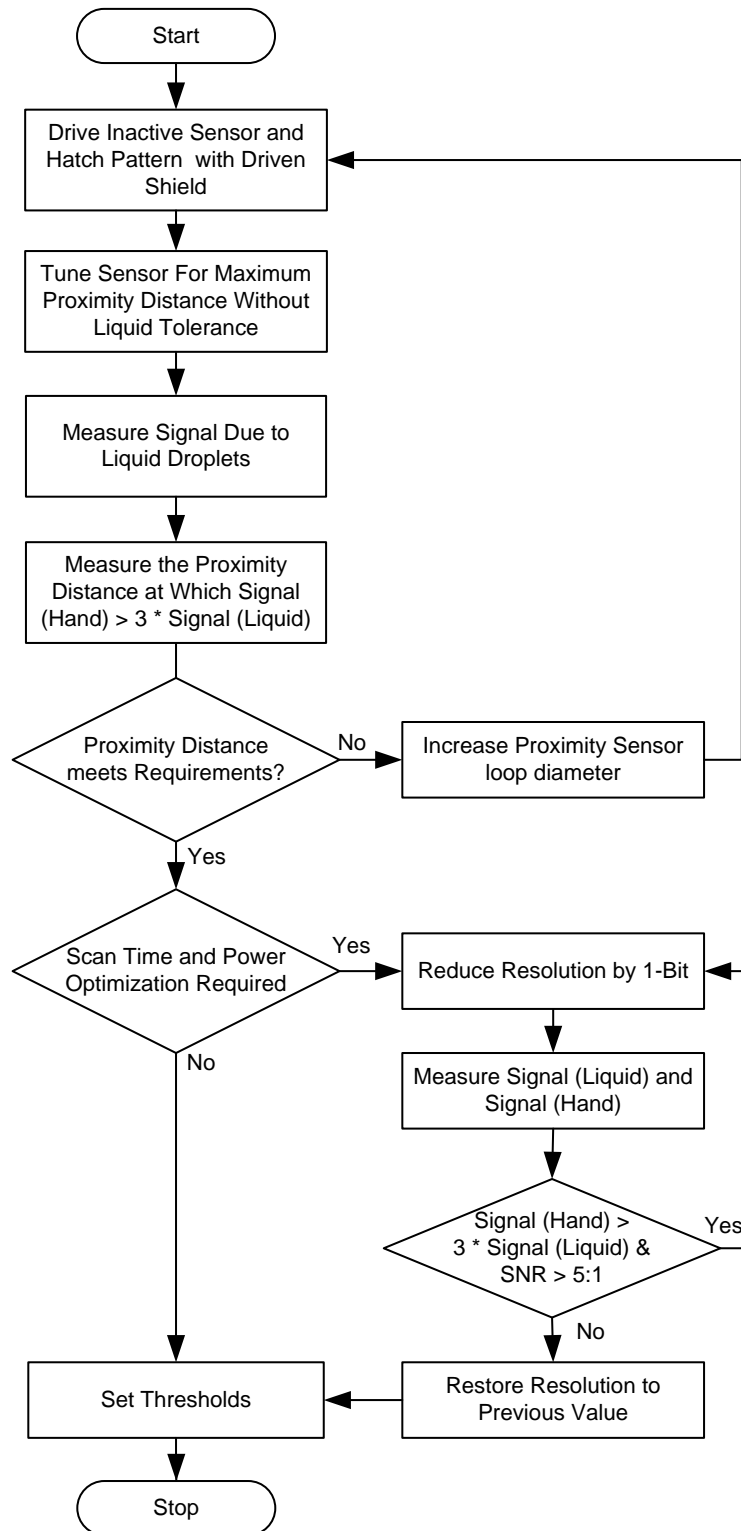 Start
Drive Inactive Sensor and
Hatch Pattern with Driven
Shield
Tune Sensor For Maximum
Proximity Distance Without
Liquid Tolerance
Measure Signal Due to
Liquid Droplets
Measure the Proximity
Distance at Which Signal
(Hand) > 3 * Signal (Liquid)
Proximity Distance
meets Requirements?
No
Increase Proximity Sensor
loop diameter
Yes
Scan Time and Power
Optimization Required
Yes
Reduce Resolution by 1-Bit
No
Measure Signal (Liquid) and
Signal (Hand)
Signal (Hand) >
3 * Signal (Liquid) &
SNR > 5:1
Yes
No
Set Thresholds
Restore Resolution to
Previous Value
Stop